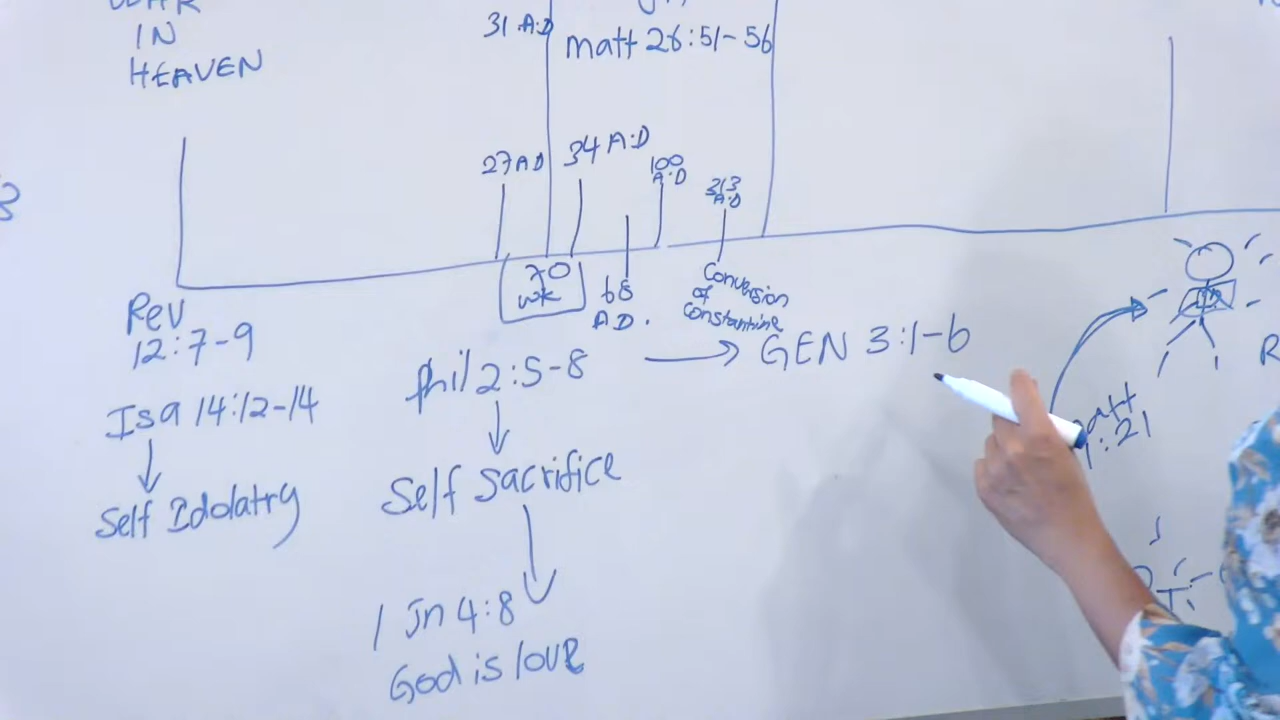 IN
HEAVEN
31 A:D
matt 26:51-56
27 AD
34 A:D
100
A:D
313
A:D
70
wk
68
A.D.
Conversion
of
Constantine
Rev
12:7-9
Isa 14:12-14
Self Idolatry
phil 2:5-8
GEN 3:1-6
Self Sacrifice
1 Jn 4:8
God is love
:21
R